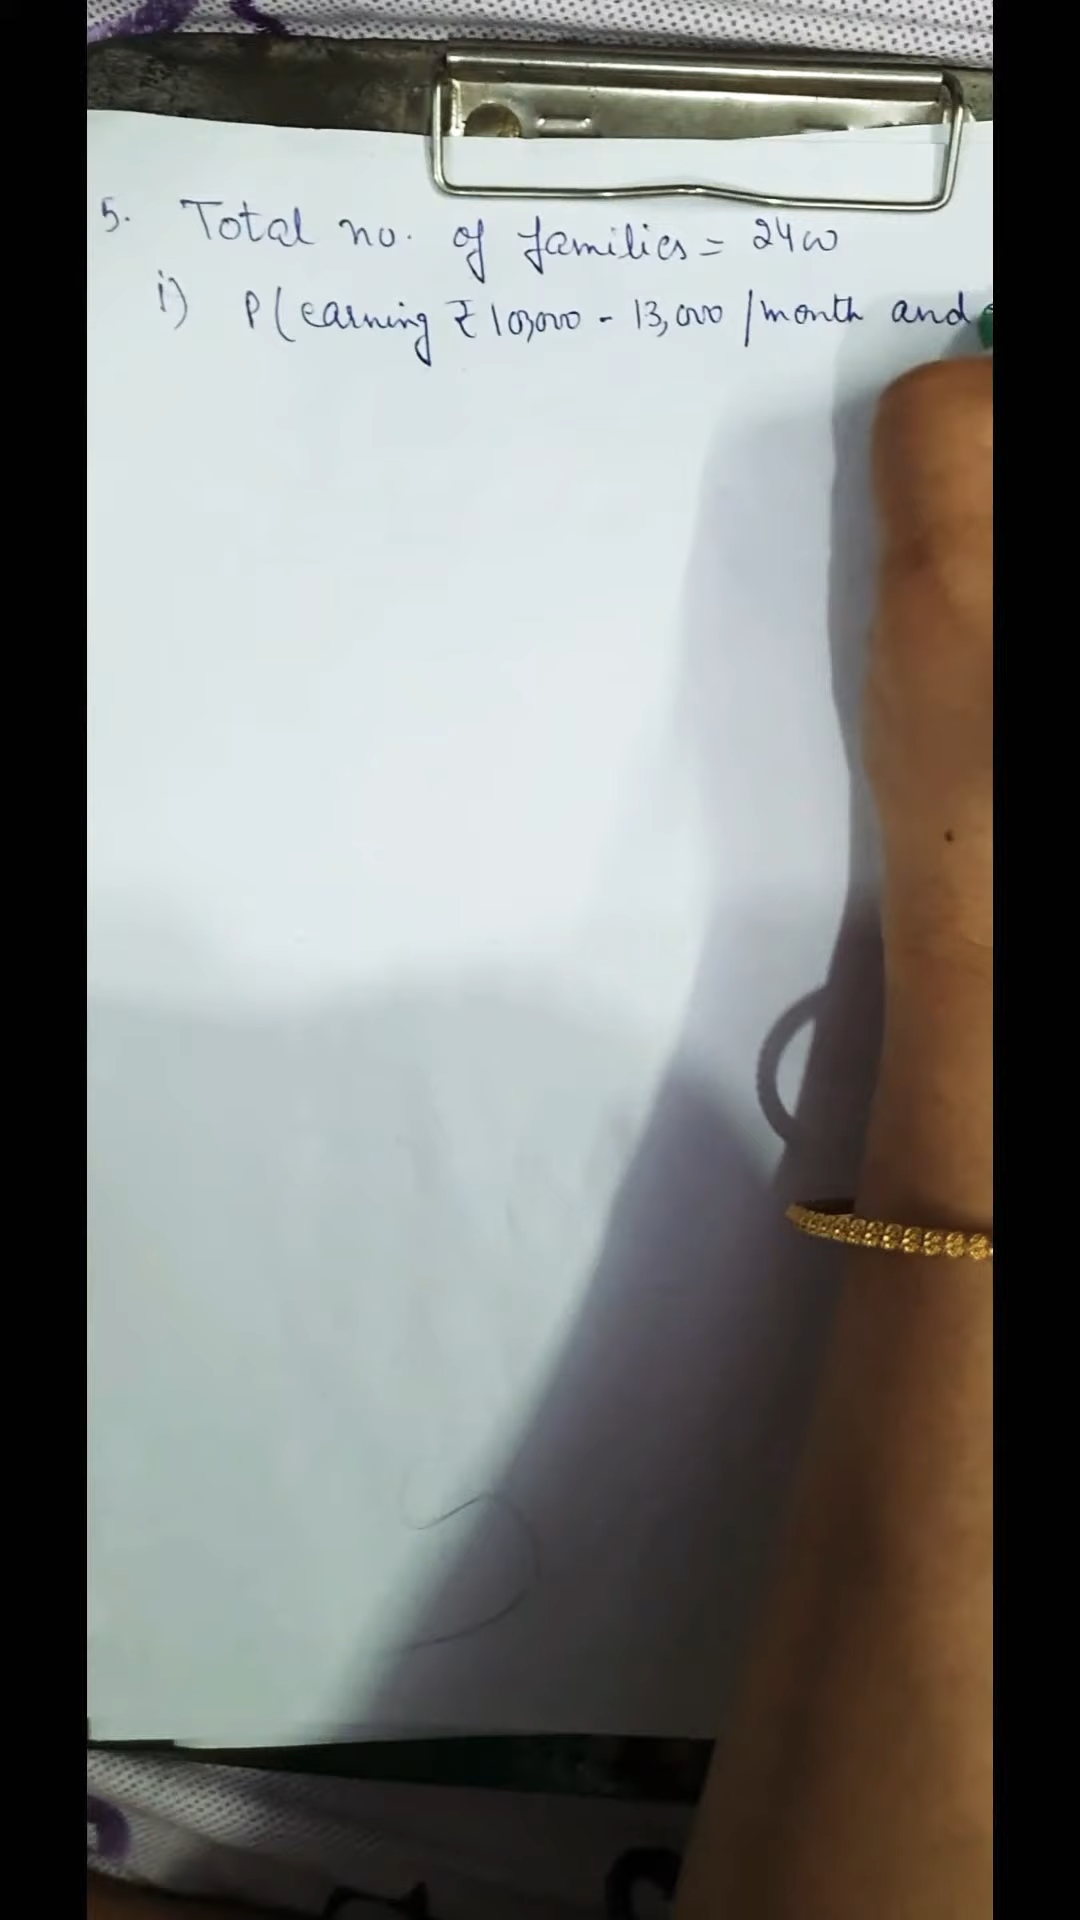 5. Total no. of families = 2400
i) P(earning ₹ 10,000 - 13,000 /month and